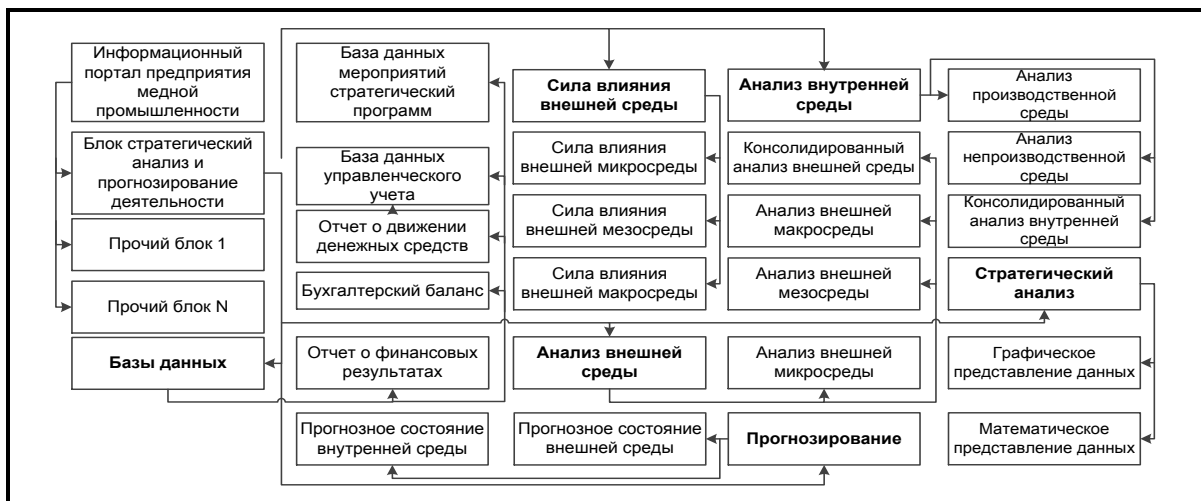 Информационный
портал предприятия
медной
промышленности
Блок стратегический
анализ и
прогнозирование
деятельности
Прочий блок 1
Прочий блок N
Базы данных
База данных
мероприятий
стратегический
программ
База данных
управленческого
учета
Отчет о движении
денежных средств
Бухгалтерский баланс
Отчет о финансовых
результатах
Прогнозное состояние
внутренней среды
Сила влияния
внешней среды
Сила влияния
внешней микросреды
Сила влияния
внешней мезосреды
Сила влияния
внешней макросреды
Анализ внешней
среды
Прогнозное состояние
внешней среды
Анализ внутренней
среды
Консолидированный
анализ внешней среды
Анализ внешней
макросреды
Анализ внешней
мезосреды
Анализ внешней
микросреды
Прогнозирование
Анализ
производственной
среды
Анализ
непроизводственной
среды
Консолидированный
анализ внутренней
среды
Стратегический
анализ
Графическое
представление данных
Математическое
представление данных